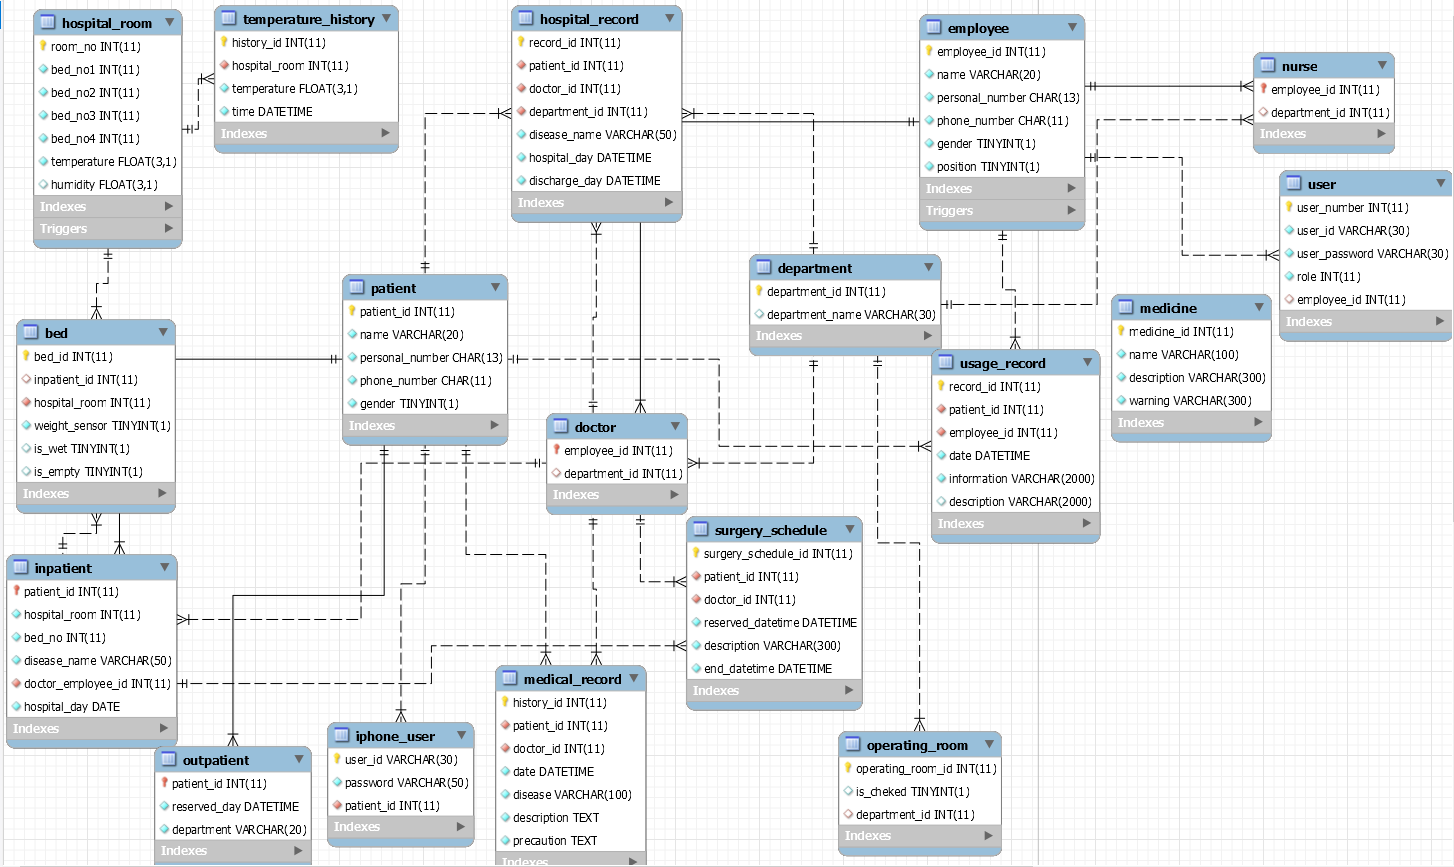 hospital_room
room_no INT(11)
bed_no1 INT(11)
bed_no2 INT(11)
bed_no3 INT(11)
bed_no4 INT(11)
temperature FLOAT(3,1)
humidity FLOAT(3,1)
Indexes
Triggers
temperature_history
history_id INT(11)
hospital_room INT(11)
temperature FLOAT(3,1)
time DATETIME
Indexes
hospital_record
record_id INT(11)
patient_id INT(11)
doctor_id INT(11)
department_id INT(11)
disease_name VARCHAR(50)
hospital_day DATETIME
discharge_day DATETIME
Indexes
employee
employee_id INT(11)
name VARCHAR(20)
personal_number CHAR(13)
phone_number CHAR(11)
gender TINYINT(1)
position TINYINT(1)
Indexes
Triggers
nurse
employee_id INT(11)
department_id INT(11)
Indexes
user
user_number INT(11)
user_id VARCHAR(30)
user_password VARCHAR(30)
role INT(11)
employee_id INT(11)
Indexes
department
department_id INT(11)
department_name VARCHAR(30)
Indexes
patient
patient_id INT(11)
name VARCHAR(20)
personal_number CHAR(13)
phone_number CHAR(11)
gender TINYINT(1)
Indexes
medicine
medicine_id INT(11)
name VARCHAR(100)
description VARCHAR(300)
warning VARCHAR(300)
Indexes
bed
bed_id INT(11)
inpatient_id INT(11)
hospital_room INT(11)
weight_sensor TINYINT(1)
is_wet TINYINT(1)
is_empty TINYINT(1)
Indexes
usage_record
record_id INT(11)
patient_id INT(11)
employee_id INT(11)
date DATETIME
information VARCHAR(2000)
description VARCHAR(2000)
Indexes
doctor
employee_id INT(11)
department_id INT(11)
Indexes
surgery_schedule
surgery_schedule_id INT(11)
patient_id INT(11)
doctor_id INT(11)
reserved_datetime DATETIME
description VARCHAR(300)
end_datetime DATETIME
Indexes
inpatient
patient_id INT(11)
hospital_room INT(11)
bed_no INT(11)
disease_name VARCHAR(50)
doctor_employee_id INT(11)
hospital_day DATE
Indexes
medical_record
history_id INT(11)
patient_id INT(11)
doctor_id INT(11)
date DATETIME
disease VARCHAR(100)
description TEXT
precaution TEXT
Indexes
iphone_user
user_id VARCHAR(30)
password VARCHAR(50)
patient_id INT(11)
Indexes
operating_room
operating_room_id INT(11)
is_cheked TINYINT(1)
department_id INT(11)
Indexes
outpatient
patient_id INT(11)
reserved_day DATETIME
department VARCHAR(20)
Indexes